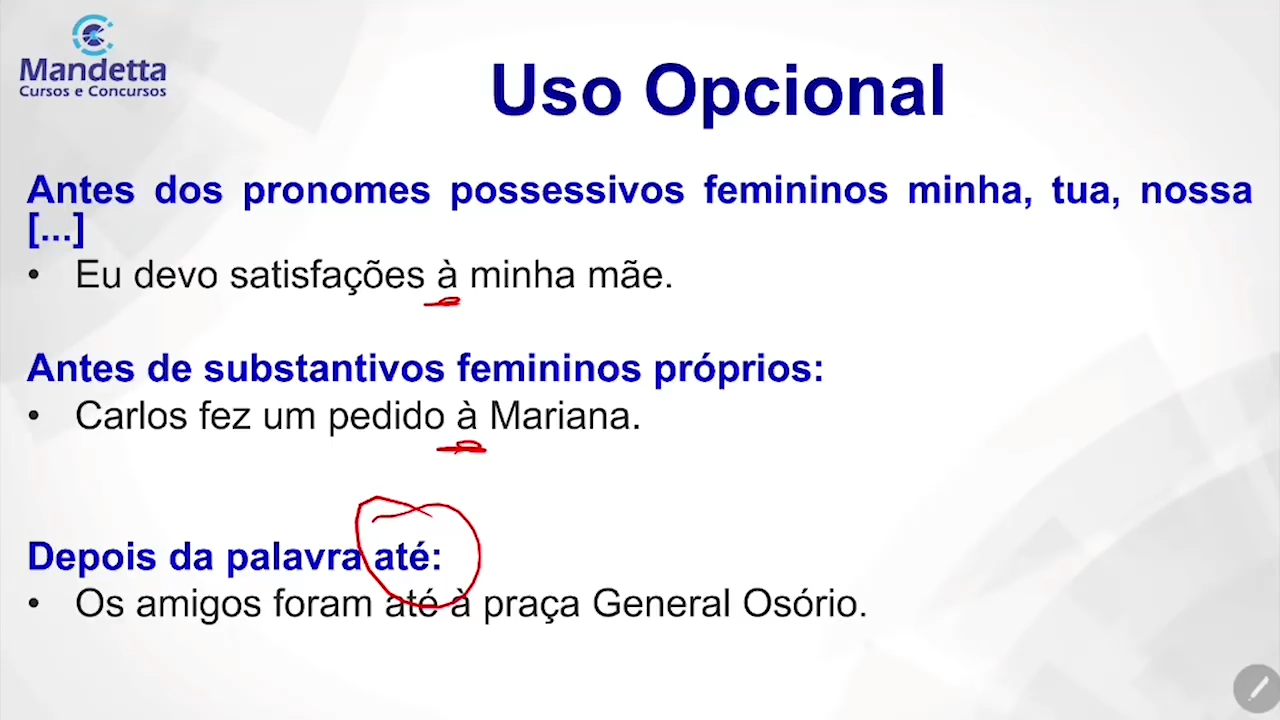 Mandetta
Cursos e Concursos
Uso Opcional
Antes dos pronomes possessivos femininos minha, tua, nossa
[...]
• Eu devo satisfações à minha mãe.
Antes de substantivos femininos próprios:
• Carlos fez um pedido à Mariana.
Depois da palavra até:
• Os amigos foram até à praça General Osório.